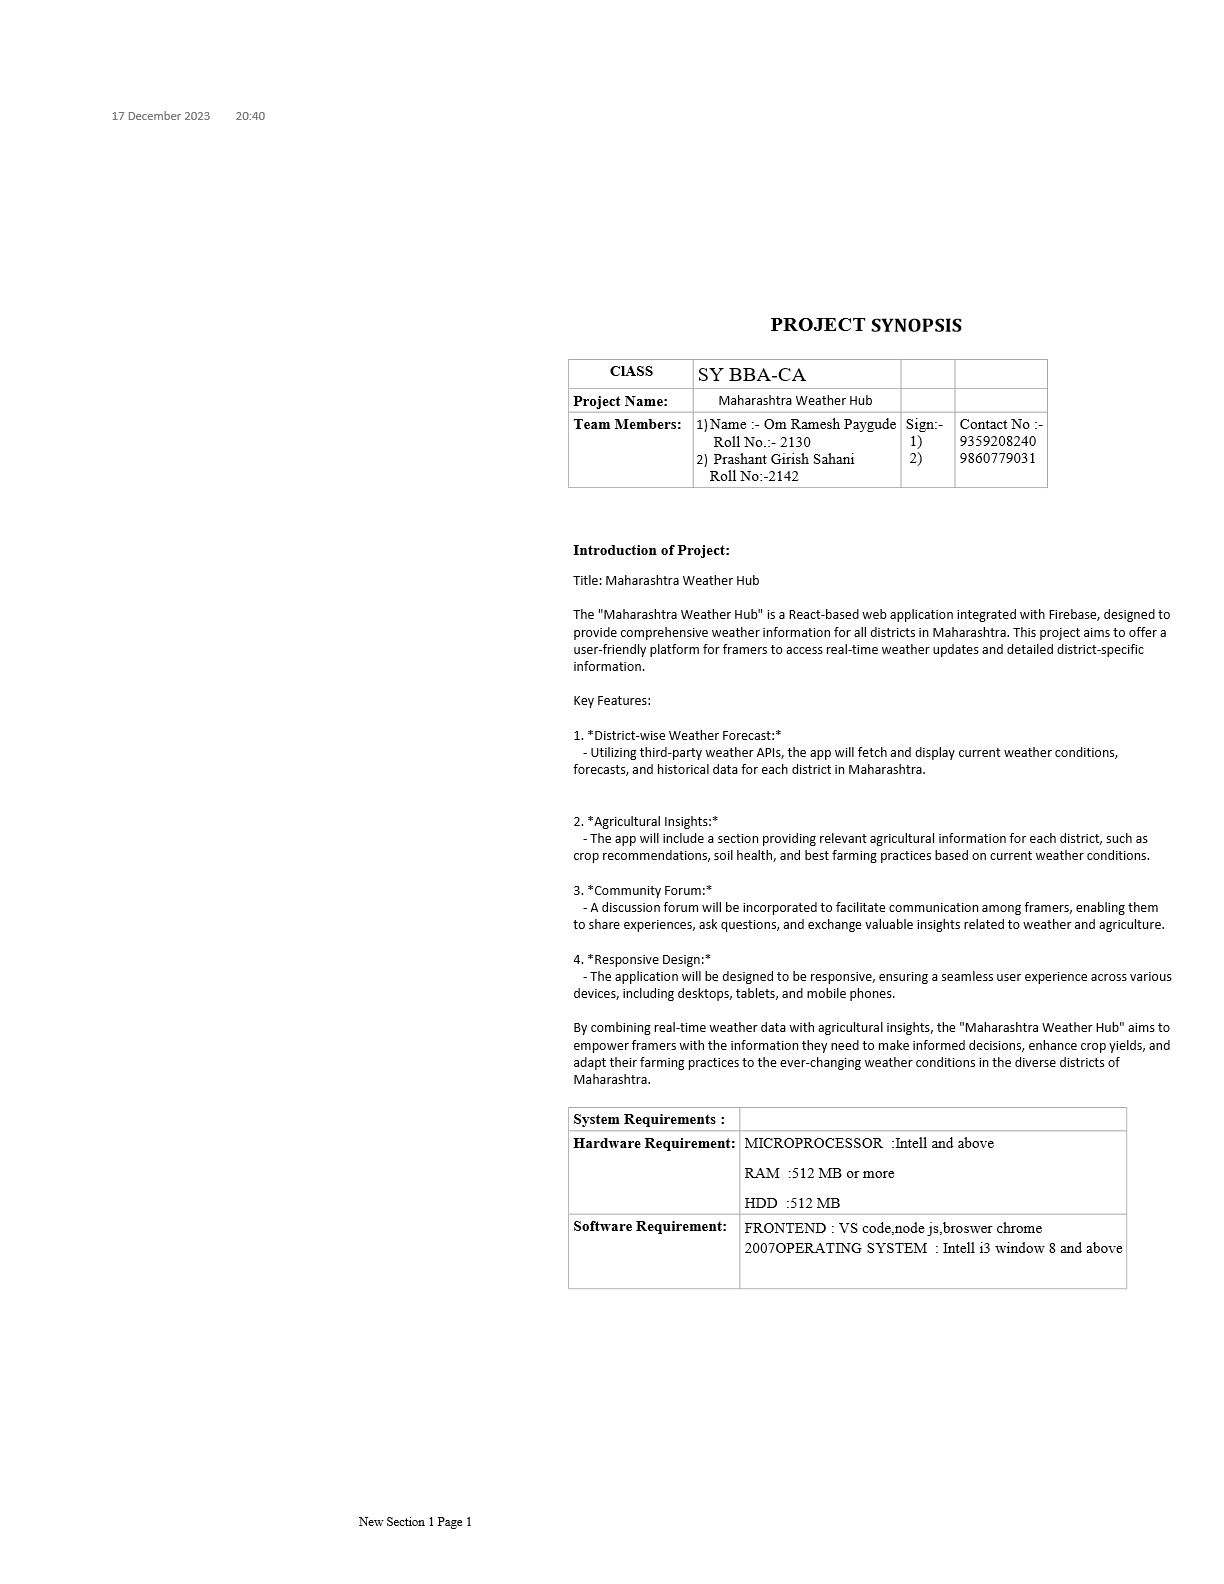 17 December 2023 20:40
PROJECT SYNOPSIS
ClASS SY BBA-CA
Project Name: Maharashtra Weather Hub
Team Members: 1)Name :- Om Ramesh Paygude Sign:- Contact No :-
Roll No.:- 2130 1) 9359208240
2) Prashant Girish Sahani 2) 9860779031
Roll No:-2142
Introduction of Project:
Title: Maharashtra Weather Hub
The "Maharashtra Weather Hub" is a React-based web application integrated with Firebase, designed to
provide comprehensive weather information for all districts in Maharashtra. This project aims to offer a
user-friendly platform for framers to access real-time weather updates and detailed district-specific
information.
Key Features:
1. *District-wise Weather Forecast:*
- Utilizing third-party weather APIs, the app will fetch and display current weather conditions,
forecasts, and historical data for each district in Maharashtra.
2. *Agricultural Insights:*
- The app will include a section providing relevant agricultural information for each district, such as
crop recommendations, soil health, and best farming practices based on current weather conditions.
3. *Community Forum:*
- A discussion forum will be incorporated to facilitate communication among framers, enabling them
to share experiences, ask questions, and exchange valuable insights related to weather and agriculture.
4. *Responsive Design:*
- The application will be designed to be responsive, ensuring a seamless user experience across various
devices, including desktops, tablets, and mobile phones.
By combining real-time weather data with agricultural insights, the "Maharashtra Weather Hub" aims to
empower framers with the information they need to make informed decisions, enhance crop yields, and
adapt their farming practices to the ever-changing weather conditions in the diverse districts of
Maharashtra.
System Requirements :
Hardware Requirement: MICROPROCESSOR :Intell and above
RAM :512 MB or more
HDD :512 MB
Software Requirement: FRONTEND : VS code,node js,broswer chrome
2007OPERATING SYSTEM : Intell i3 window 8 and above
New Section 1 Page 1